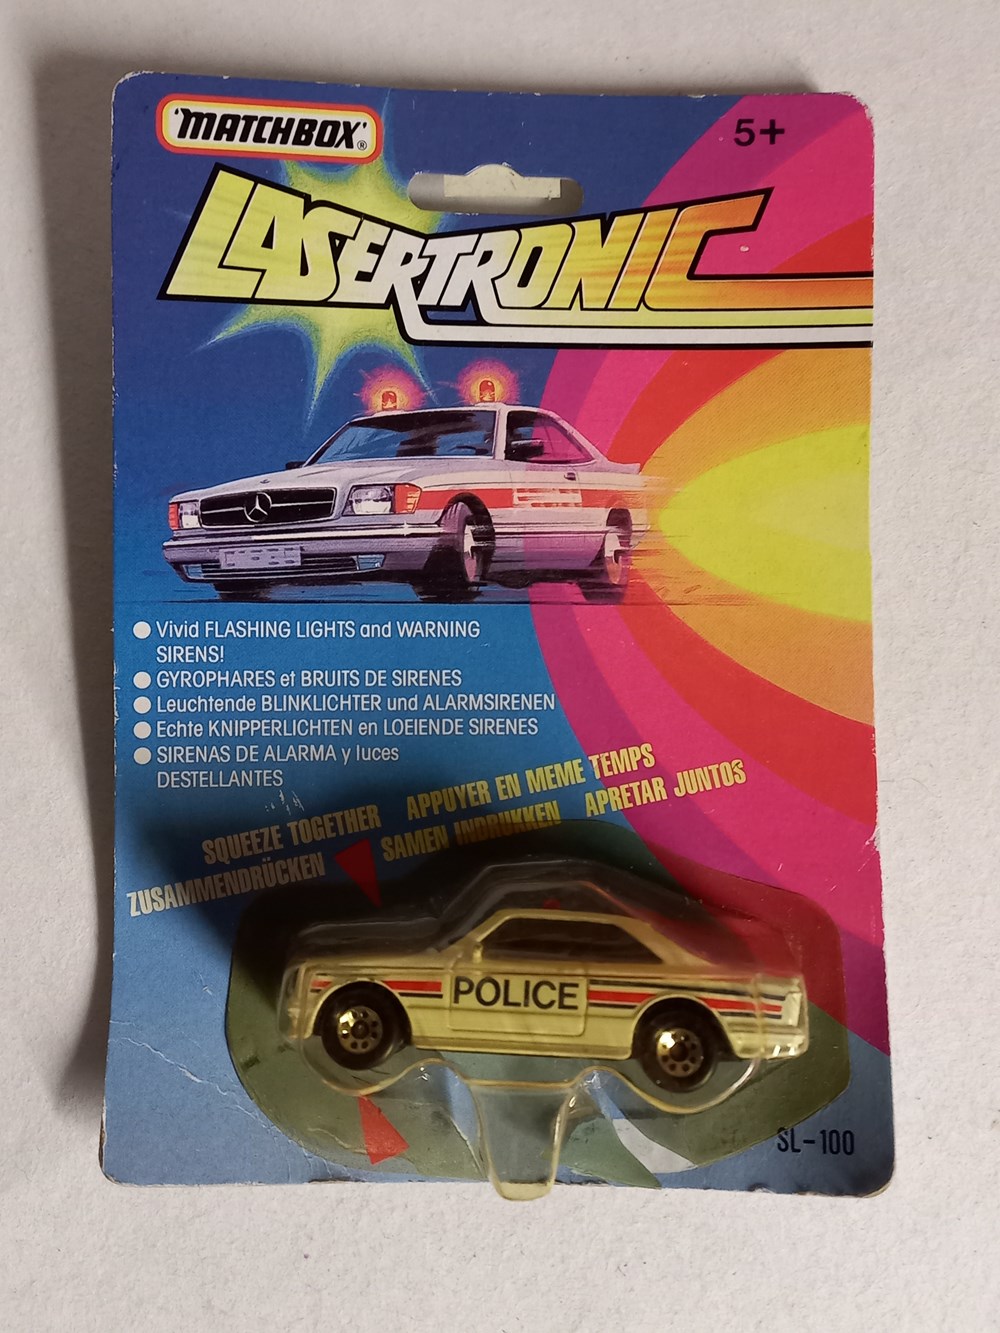 'MATCHBOX'®
5+
LASERTRONIC
Vivid FLASHING LIGHTS and WARNING
SIRENS!
GYROPHARES et BRUITS DE SIRENES
Leuchtende BLINKLICHTER und ALARMSIRENEN
Echte KNIPPERLICHTEN en LOEIENDE SIRENES
SIRENAS DE ALARMA y luces
DESTELLANTES
SQUEEZE TOGETHER
APPUYER EN MEME TEMPS
ZUSAMMENDRÜCKEN
SAMEN INDRUKKEN
APRETAR JUNTOS
POLICE
SL-100